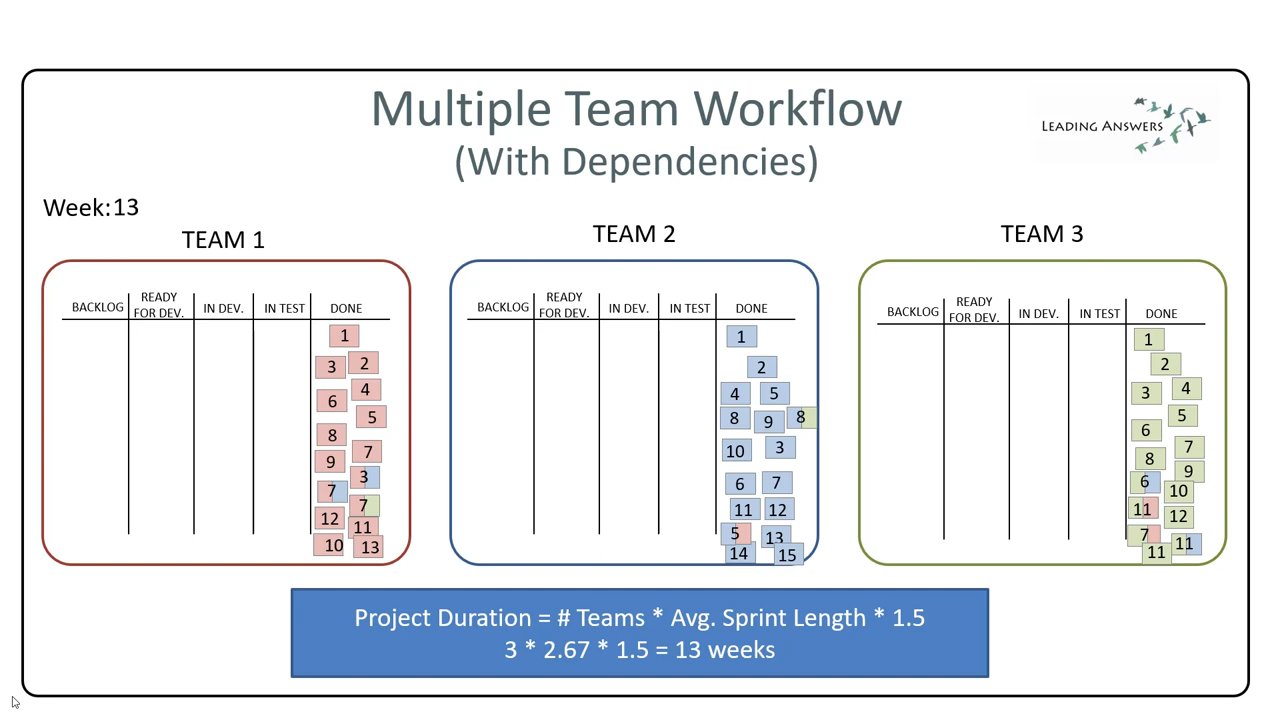 Multiple Team Workflow
(With Dependencies)
LEADING ANSWERS
Week:13
TEAM 1
BACKLOG READY FOR DEV. IN DEV. IN TEST DONE
1
3 2
6 4
5
8
9 7
3
7
7
12
11
10 13
TEAM 2
BACKLOG READY FOR DEV. IN DEV. IN TEST DONE
1
2
4 5
8 9 8
10 3
6 7
11 12
5 13
14 15
TEAM 3
BACKLOG READY FOR DEV. IN DEV. IN TEST DONE
1
2
3 4
5
6
7
8
9
6 10
11 12
7 11
11
Project Duration = # Teams * Avg. Sprint Length * 1.5
3 * 2.67 * 1.5 = 13 weeks